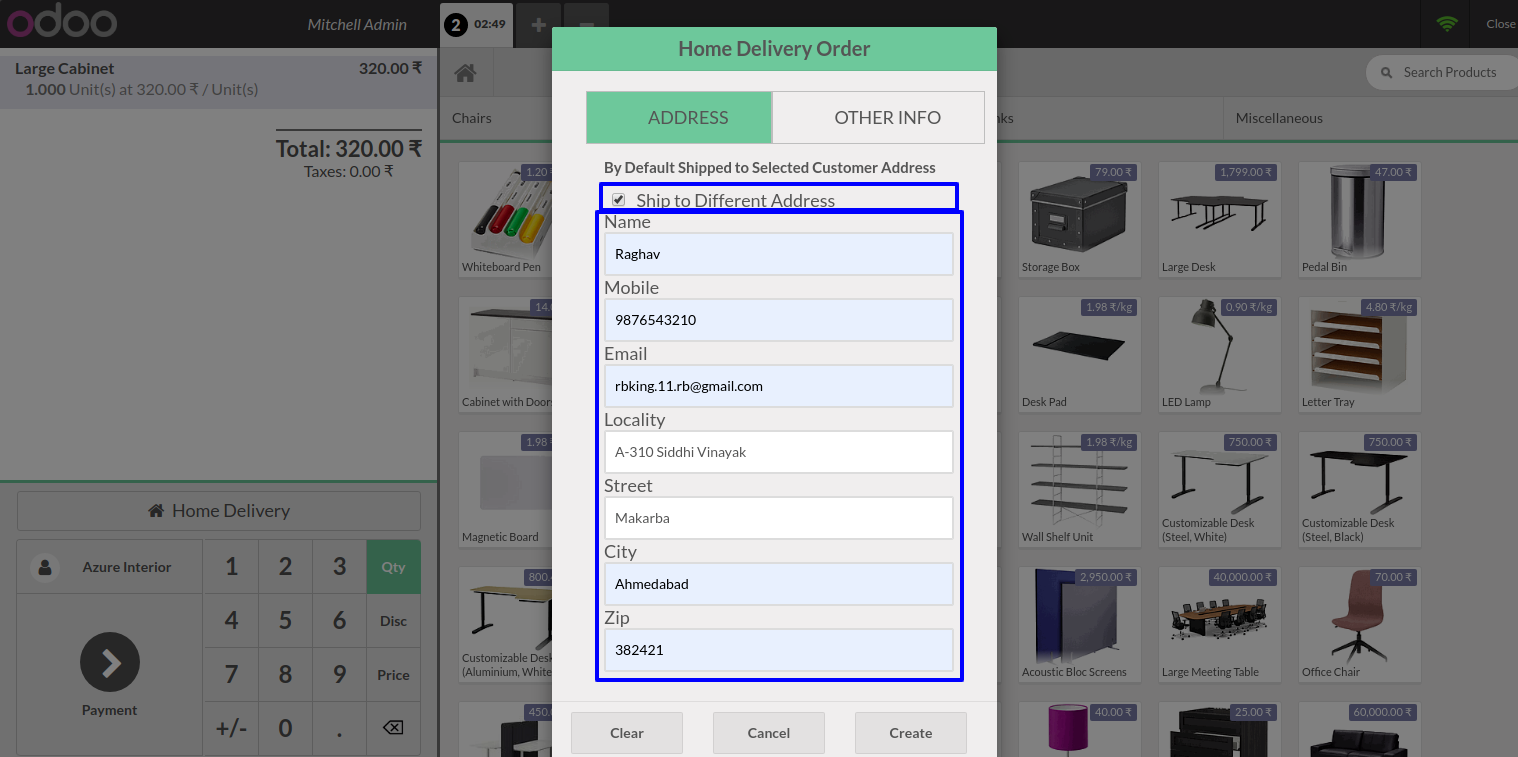 odoo
Mitchell Admin
2 02:49
Close
Large Cabinet 320.00 ₹
1.000 Unit(s) at 320.00 ₹ / Unit(s)
Total: 320.00 ₹
Taxes: 0.00 ₹
Home Delivery
Azure Interior
Payment
1 2 3 Qty
4 5 6 Disc
7 8 9 Price
+/- 0 .
Home Delivery Order
ADDRESS OTHER INFO
By Default Shipped to Selected Customer Address
Ship to Different Address
Name
Raghav
Mobile
9876543210
Email
rbking.11.rb@gmail.com
Locality
A-310 Siddhi Vinayak
Street
Makarba
City
Ahmedabad
Zip
382421
Clear Cancel Create
Search Products
Chairs
Miscellaneous
1.20
Whiteboard Pen
79.00 ₹
Storage Box
1,799.00 ₹
Large Desk
47.00 ₹
Pedal Bin
Cabinet with Doors
1.98 ₹/kg
Desk Pad
0.90 ₹/kg
LED Lamp
4.80 ₹/kg
Letter Tray
1.98
Magnetic Board
1.98 ₹/kg
Wall Shelf Unit
750.00 ₹
Customizable Desk
(Steel, White)
750.00 ₹
Customizable Desk
(Steel, Black)
800.
Customizable Desk
(Aluminium, White
2,950.00 ₹
Acoustic Bloc Screens
40,000.00 ₹
Large Meeting Table
70.00 ₹
Office Chair
450.
40.00 ₹
25.00 ₹
60,000.00 ₹